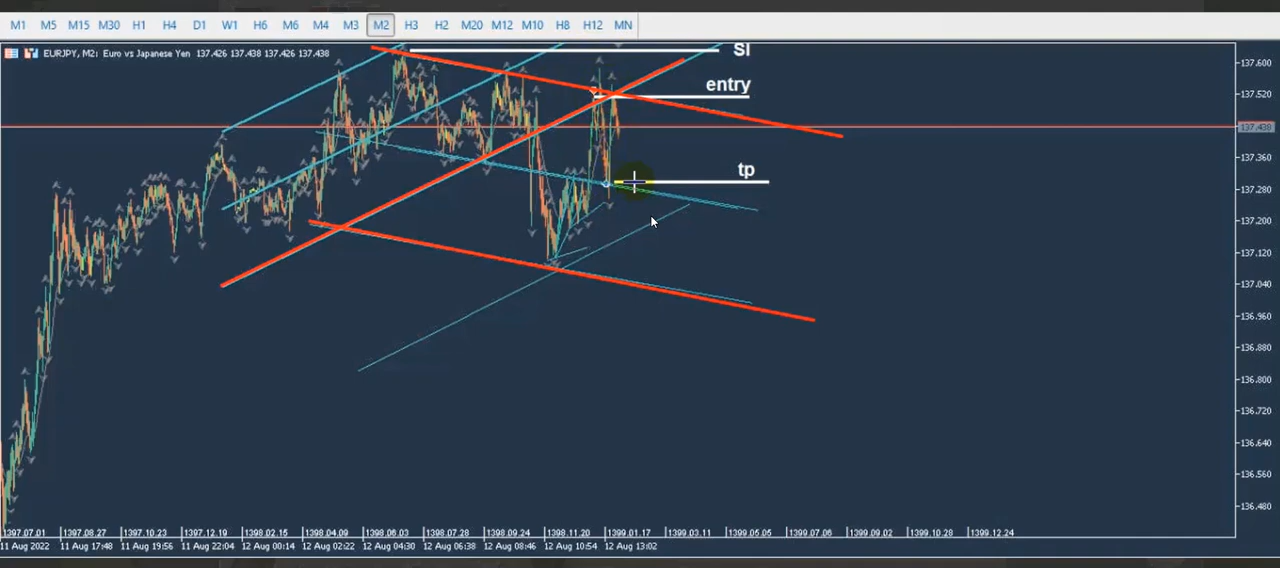 M1 M5 M15 M30 H1 H4 D1 W1 H6 M6 M4 M3 M2 H3 H2 M20 M12 M10 H8 H12 MN
EURJPY, M2: Euro vs Japanese Yen 137.426 137.438 137.426 137.438
Sl
entry
tp
137.600
137.520
137.438
137.360
137.280
137.200
137.120
137.040
136.960
136.880
136.800
136.720
136.640
136.560
136.480
1397.07.01 1397.08.27 1397.10.23 1397.12.19 1398.02.15 1398.04.09 1398.06.03 1398.07.28 1398.09.24 1398.11.20 1399.01.17 1399.03.11 1399.05.05 1399.07.06 1399.09.02 1399.10.28 1399.12.24
11 Aug 2022 11 Aug 17:48 11 Aug 19:56 11 Aug 22:04 12 Aug 00:14 12 Aug 02:22 12 Aug 04:30 12 Aug 06:38 12 Aug 08:46 12 Aug 10:54 12 Aug 13:02